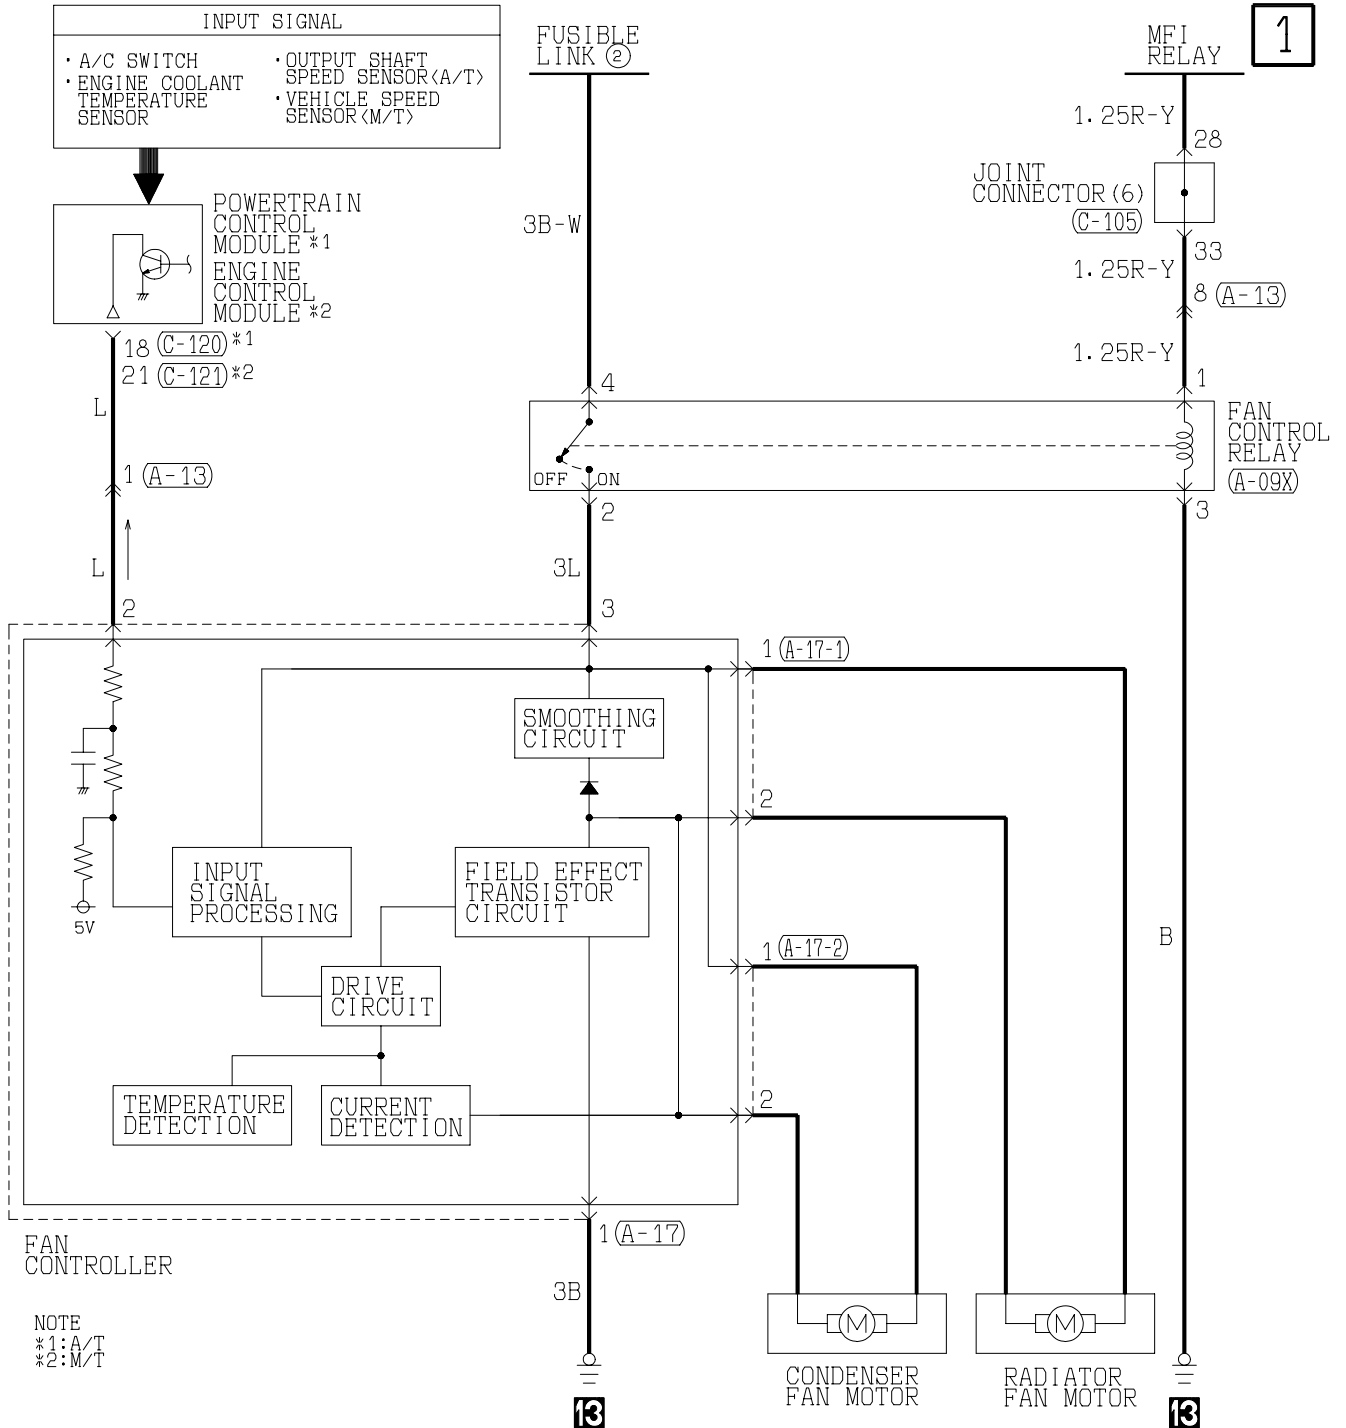 INPUT SIGNAL
· A/C SWITCH
· ENGINE COOLANT
TEMPERATURE
SENSOR
· OUTPUT SHAFT
SPEED SENSOR<A/T>
· VEHICLE SPEED
SENSOR<M/T>
FUSIBLE
LINK ②
MFI
RELAY
1
1.25R-Y
28
JOINT
CONNECTOR(6)
(C-105)
33
1.25R-Y
8 (A-13)
1.25R-Y
1
POWERTRAIN
CONTROL
MODULE *1
ENGINE
CONTROL
MODULE *2
18 (C-120)*1
21 (C-121)*2
L
1 (A-13)
L
2
3B-W
4
OFF
ON
2
3L
3
FAN
CONTROL
RELAY
(A-09X)
3
1 (A-17-1)
SMOOTHING
CIRCUIT
2
INPUT
SIGNAL
PROCESSING
FIELD EFFECT
TRANSISTOR
CIRCUIT
5V
B
1 (A-17-2)
DRIVE
CIRCUIT
2
TEMPERATURE
DETECTION
CURRENT
DETECTION
1 (A-17)
FAN
CONTROLLER
3B
NOTE
*1:A/T
*2:M/T
M
M
CONDENSER
FAN MOTOR
RADIATOR
FAN MOTOR
13
13